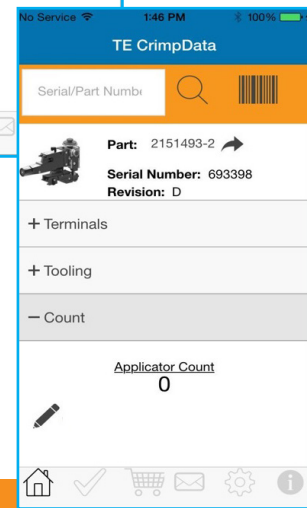 No Service 1:46 PM 100%
TE CrimpData
Serial/Part Numbe
Part: 2151493-2
Serial Number: 693398
Revision: D
+ Terminals
+ Tooling
− Count
Applicator Count
0